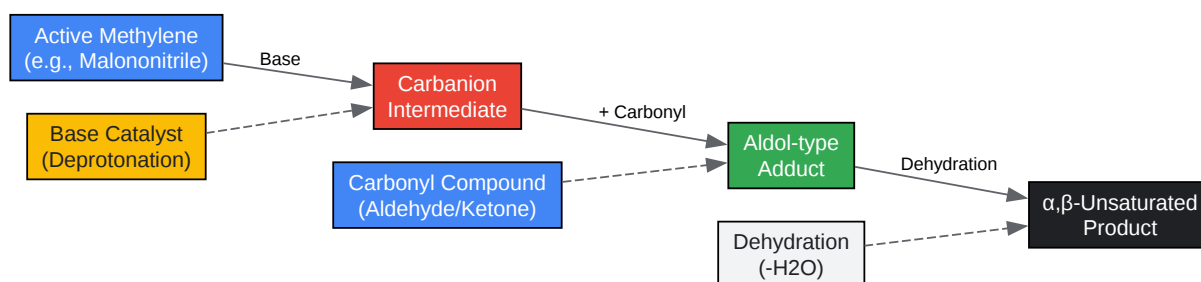 Active Methylene
(e.g., Malononitrile)
Base
Base Catalyst
(Deprotonation)
Carbanion
Intermediate
+ Carbonyl
Carbonyl Compound
(Aldehyde/Ketone)
Aldol-type
Adduct
Dehydration
Dehydration
(-H2O)
α,β-Unsaturated
Product